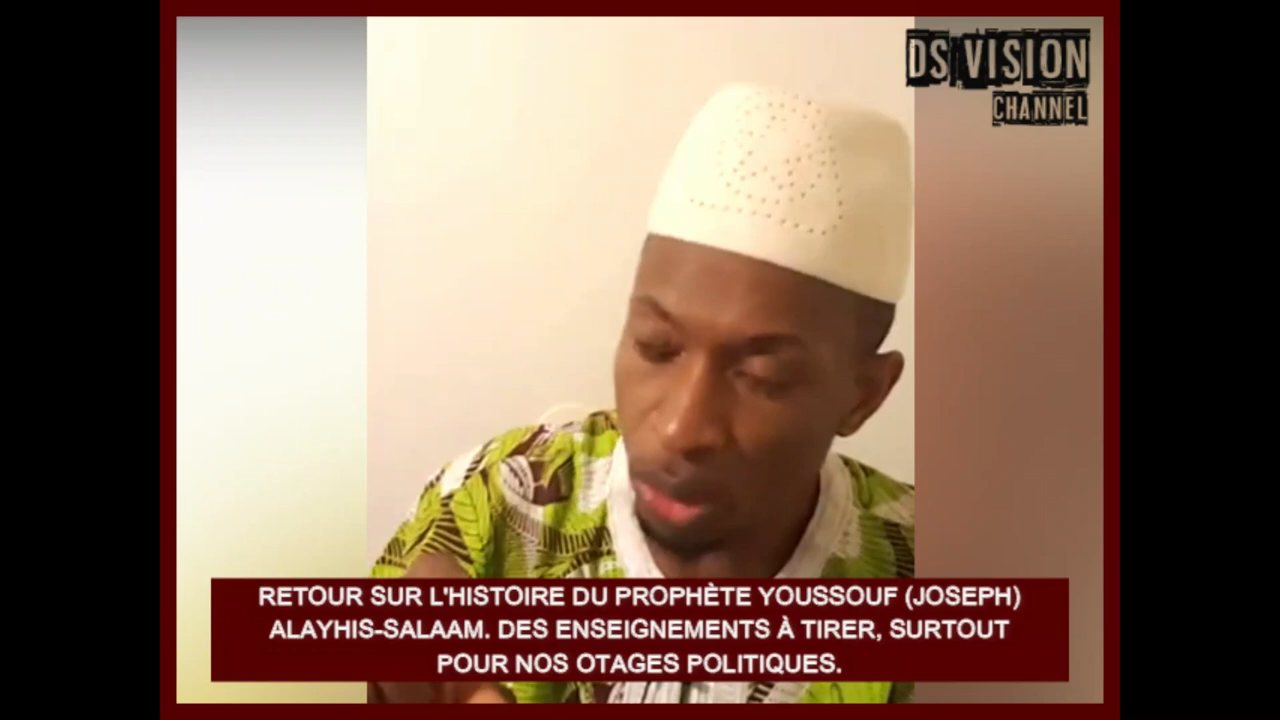 DS VISION
CHANNEL
RETOUR SUR L'HISTOIRE DU PROPHÈTE YOUSSOUF (JOSEPH)
ALAYHIS-SALAAM. DES ENSEIGNEMENTS À TIRER, SURTOUT
POUR NOS OTAGES POLITIQUES.